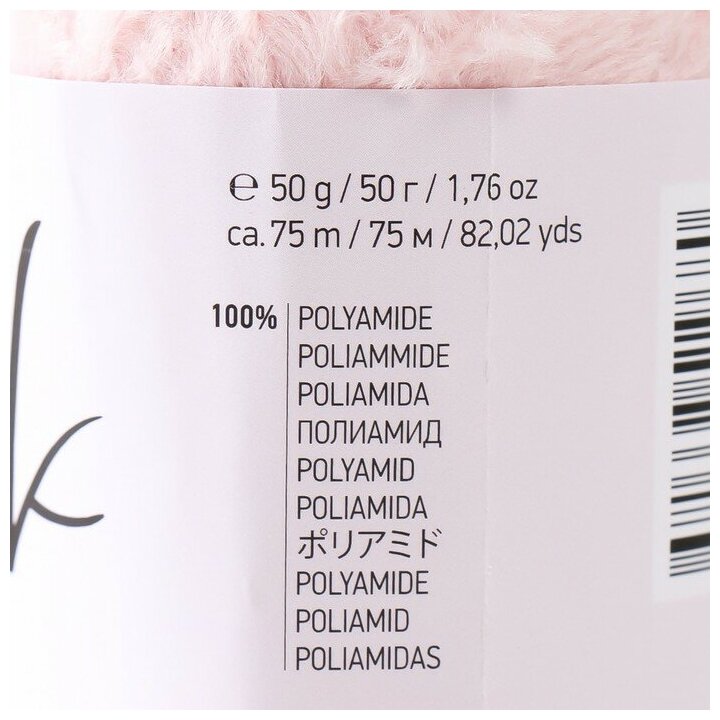 ℮ 50 g / 50 г / 1,76 oz
ca. 75 m / 75 м / 82,02 yds
100% POLYAMIDE
POLIAMMIDE
POLIAMIDA
ПОЛИАМИД
POLYAMID
POLIAMIDA
ポリアミド
POLYAMIDE
POLIAMID
POLIAMIDAS